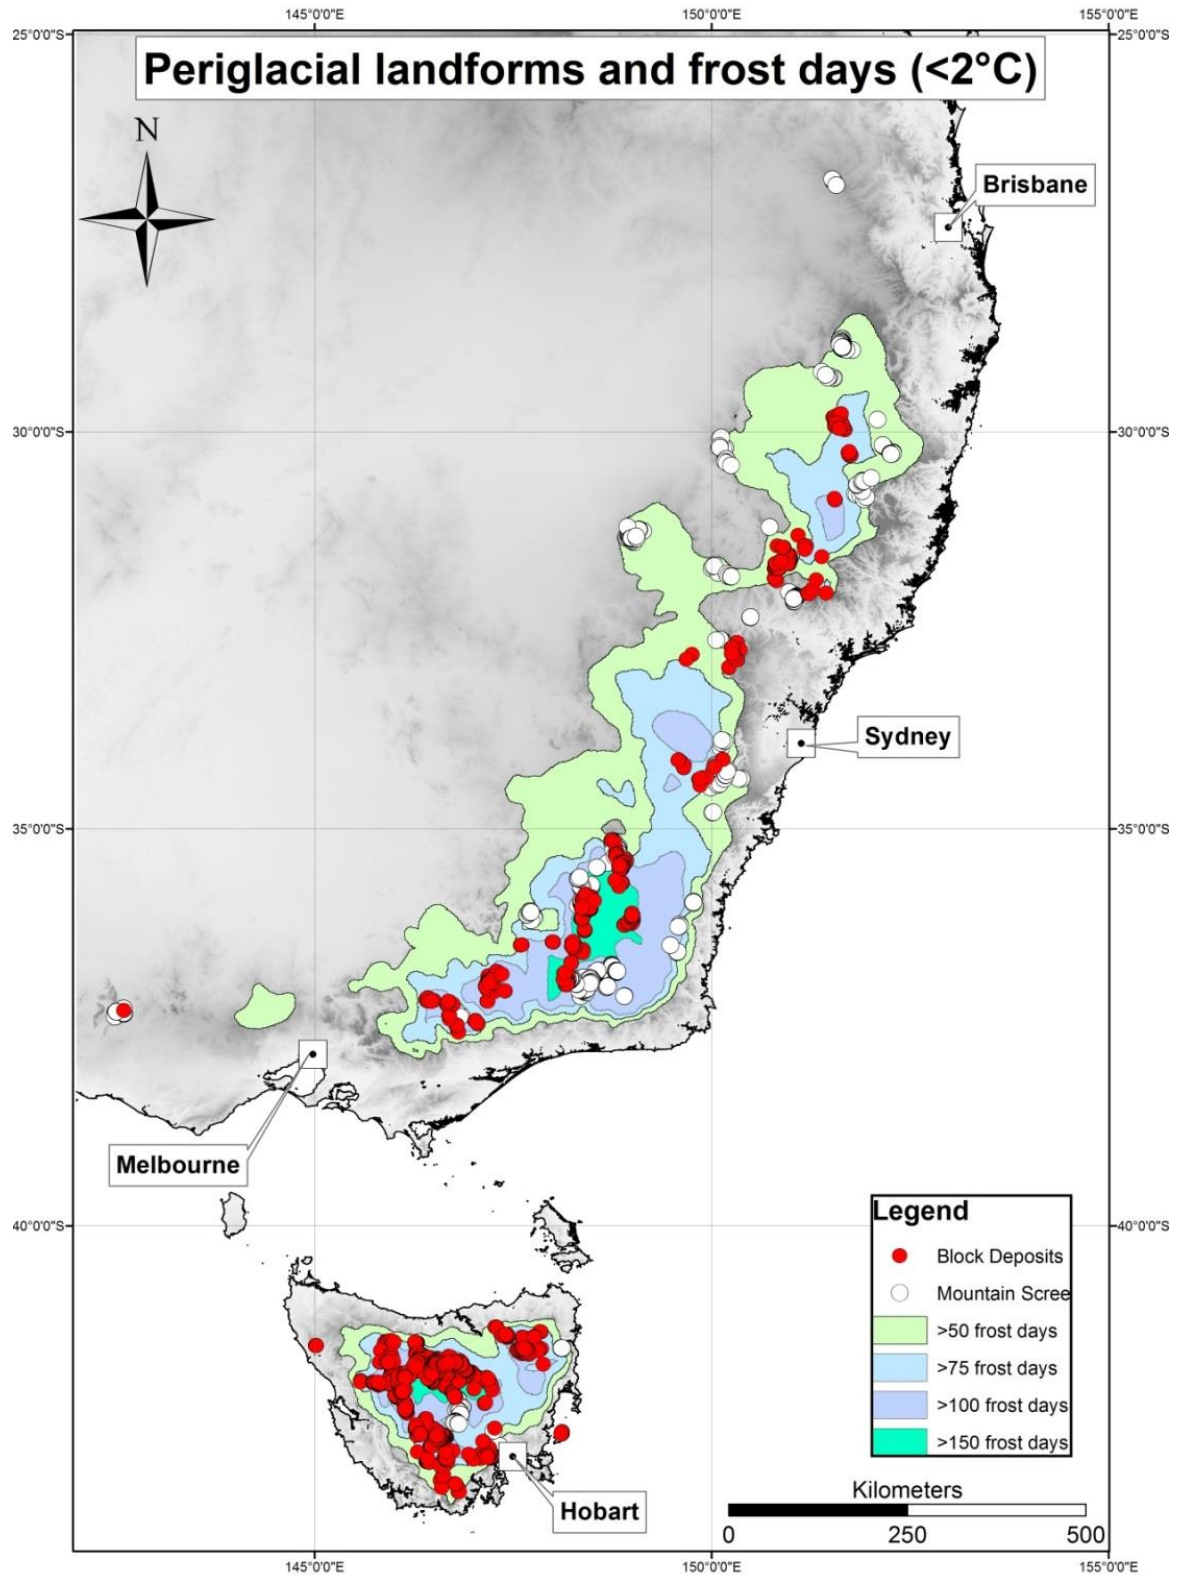 145°0'0"E 150°0'0"E 155°0'0"E
25°0'0"S 25°0'0"S
Periglacial landforms and frost days (<2°C)
N
Brisbane
30°0'0"S 30°0'0"S
Sydney
35°0'0"S 35°0'0"S
Melbourne
40°0'0"S 40°0'0"S
Legend
Block Deposits
Mountain Scree
>50 frost days
>75 frost days
>100 frost days
>150 frost days
Kilometers
0 250 500
Hobart
145°0'0"E 150°0'0"E 155°0'0"E